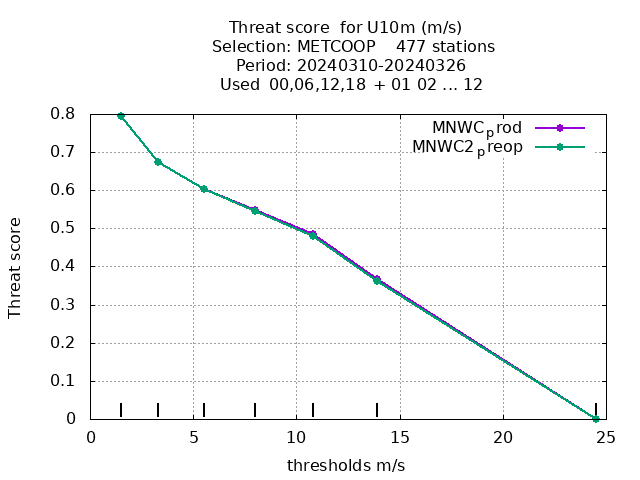 Threat score  for U10m (m/s)
Selection: METCOOP    477 stations
Period: 20240310-20240326
Used  00,06,12,18  + 01 02 ... 12
MNWCprod
MNWC2preop
0.8
0.7
0.6
0.5
0.4
0.3
0.2
0.1
0
Threat score
0 5 10 15 20 25
thresholds m/s